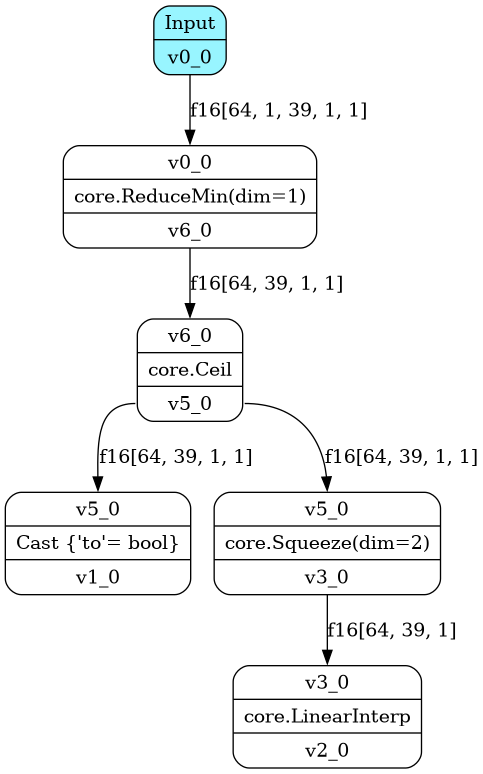 Input
v0_0
f16[64, 1, 39, 1, 1]
v0_0
core.ReduceMin(dim=1)
v6_0
f16[64, 39, 1, 1]
v6_0
core.Ceil
v5_0
f16[64, 39, 1, 1]
f16[64, 39, 1, 1]
v5_0
Cast {'to'= bool}
v1_0
v5_0
core.Squeeze(dim=2)
v3_0
f16[64, 39, 1]
v3_0
core.LinearInterp
v2_0